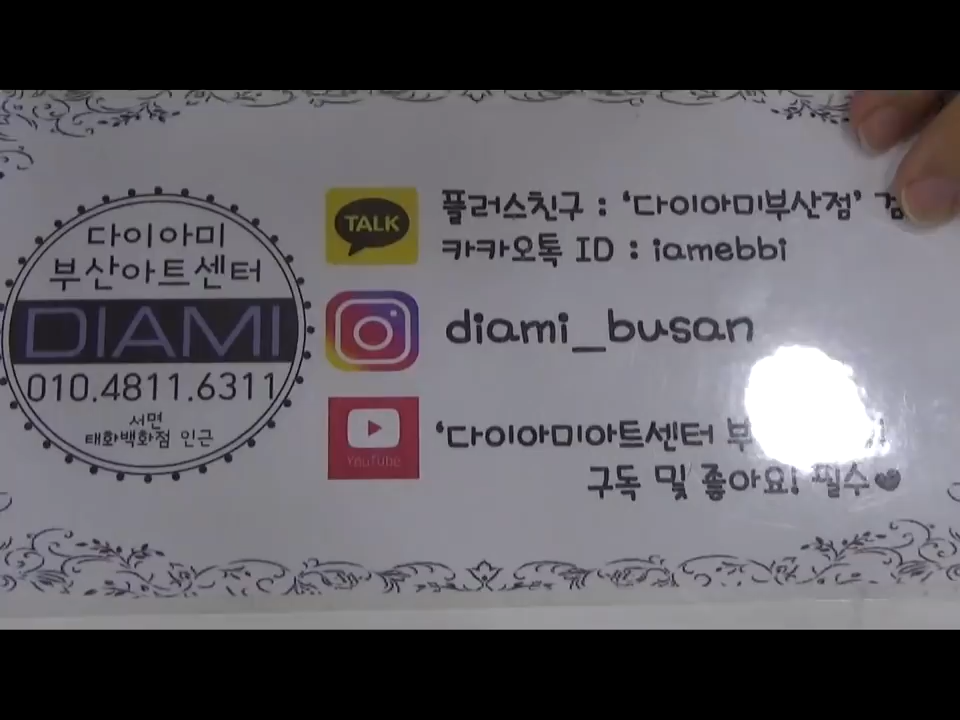 다이아미
부산아트센터
DIAMI
010.4811.6311
서면
태화백화점 인근
TALK
플러스친구 : ‘다이아미부산점’
카카오톡 ID : iamebbi
diami_busan
YouTube
‘다이아미아트센터
구독 및 좋아요! 필수♥